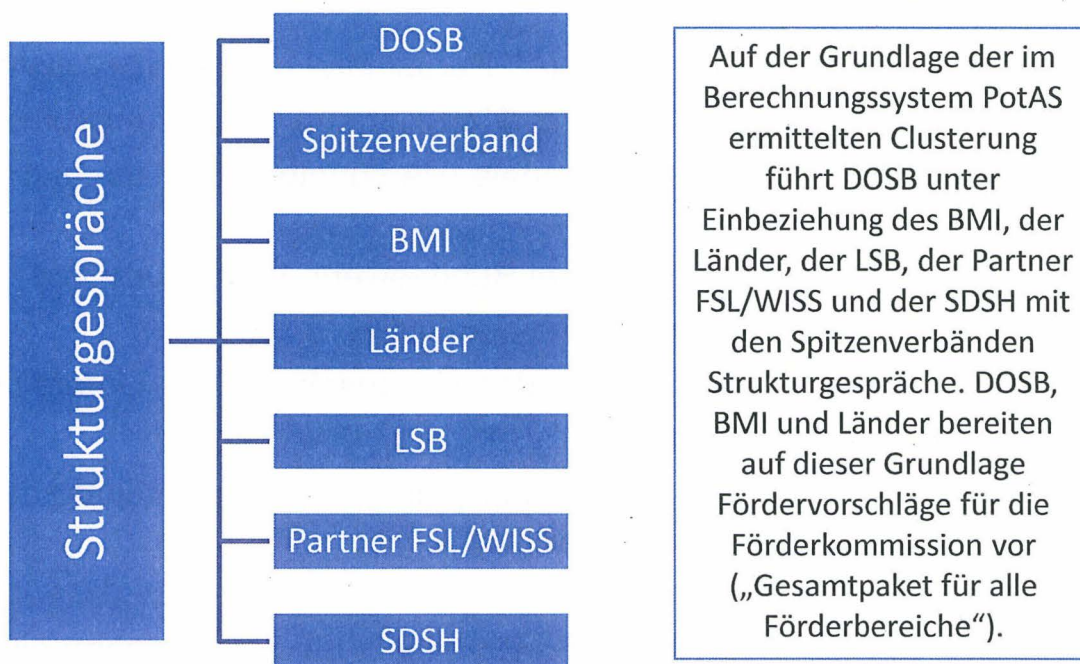 Strukturgespräche
DOSB
Spitzenverband
BMI
Länder
LSB
Partner FSL/WISS
SDSH
Auf der Grundlage der im
Berechnungssystem PotAS
ermittelten Clusterung
führt DOSB unter
Einbeziehung des BMI, der
Länder, der LSB, der Partner
FSL/WISS und der SDSH mit
den Spitzenverbänden
Strukturgespräche. DOSB,
BMI und Länder bereiten
auf dieser Grundlage
Fördervorschläge für die
Förderkommission vor
(„Gesamtpaket für alle
Förderbereiche“).